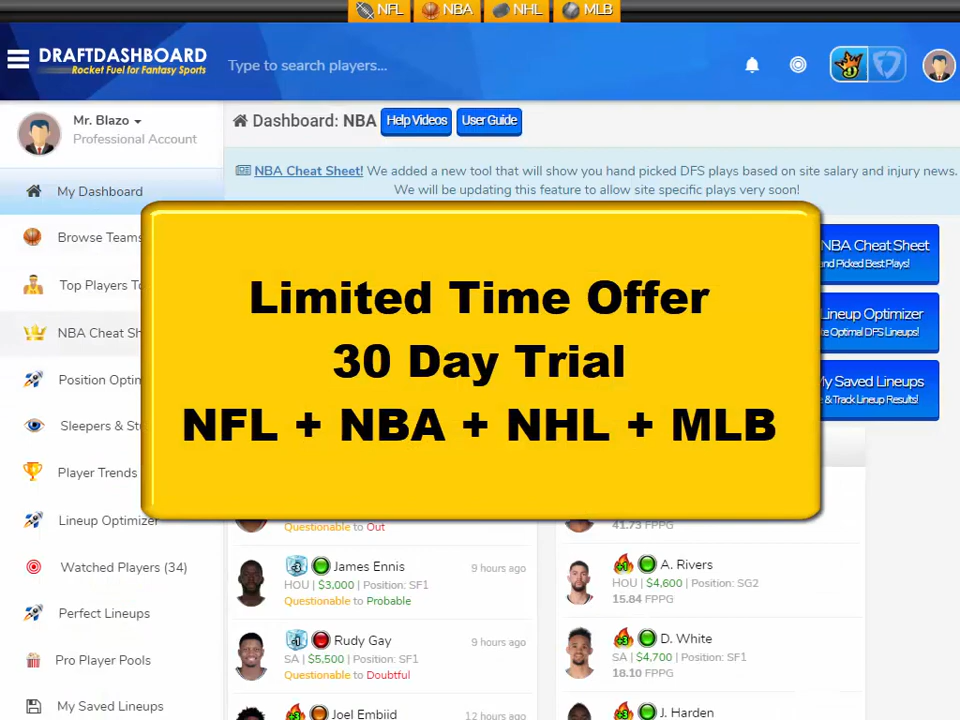 NFL NBA NHL MLB
DRAFTDASHBOARD
Rocket Fuel for Fantasy Sports
Type to search players...
Mr. Blazo
Professional Account
Dashboard: NBA Help Videos User Guide
NBA Cheat Sheet! We added a new tool that will show you hand picked DFS plays based on site salary and injury news.
We will be updating this feature to allow site specific plays very soon!
My Dashboard
Browse Teams
Top Players To
NBA Cheat Sh
Position Optim
Sleepers & Stu
Player Trends
Lineup Optimizer
Watched Players (34)
Perfect Lineups
Pro Player Pools
My Saved Lineups
Limited Time Offer
30 Day Trial
NFL + NBA + NHL + MLB
NBA Cheat Sheet
nd Picked Best Plays!
Lineup Optimizer
te Optimal DFS Lineups!
My Saved Lineups
& Track Lineup Results!
Questionable to Out
James Ennis 9 hours ago
HOU | $3,000 | Position: SF1
Questionable to Probable
Rudy Gay 9 hours ago
SA | $5,500 | Position: SF1
Questionable to Doubtful
Joel Embiid 12 hours ago
41.73 FPPG
A. Rivers
HOU | $4,600 | Position: SG2
15.84 FPPG
D. White
SA | $4,700 | Position: SF1
18.10 FPPG
J. Harden